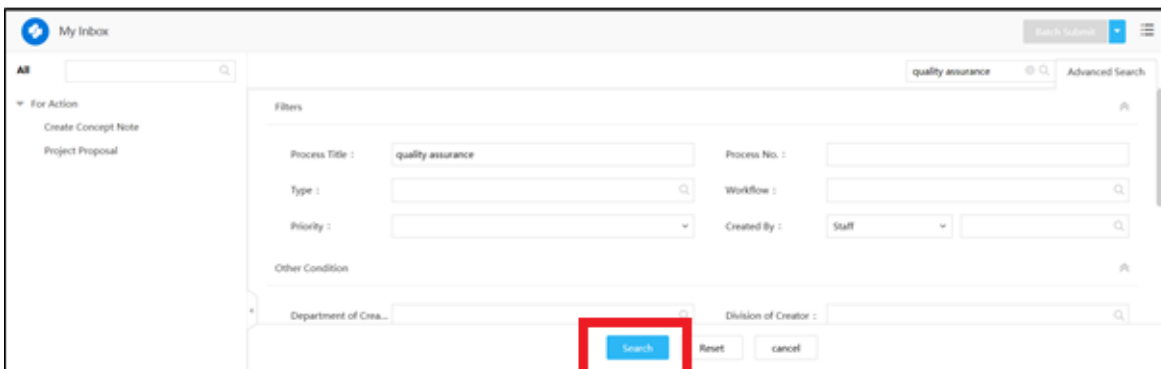 My Inbox
Batch Submit
All
quality assurance
Advanced Search
For Action
Create Concept Note
Project Proposal
Filters
Process Title :
quality assurance
Process No. :
Type :
Workflow :
Priority :
Created By :
Staff
Other Condition
Department of Crea...
Division of Creator :
Search
Reset
cancel